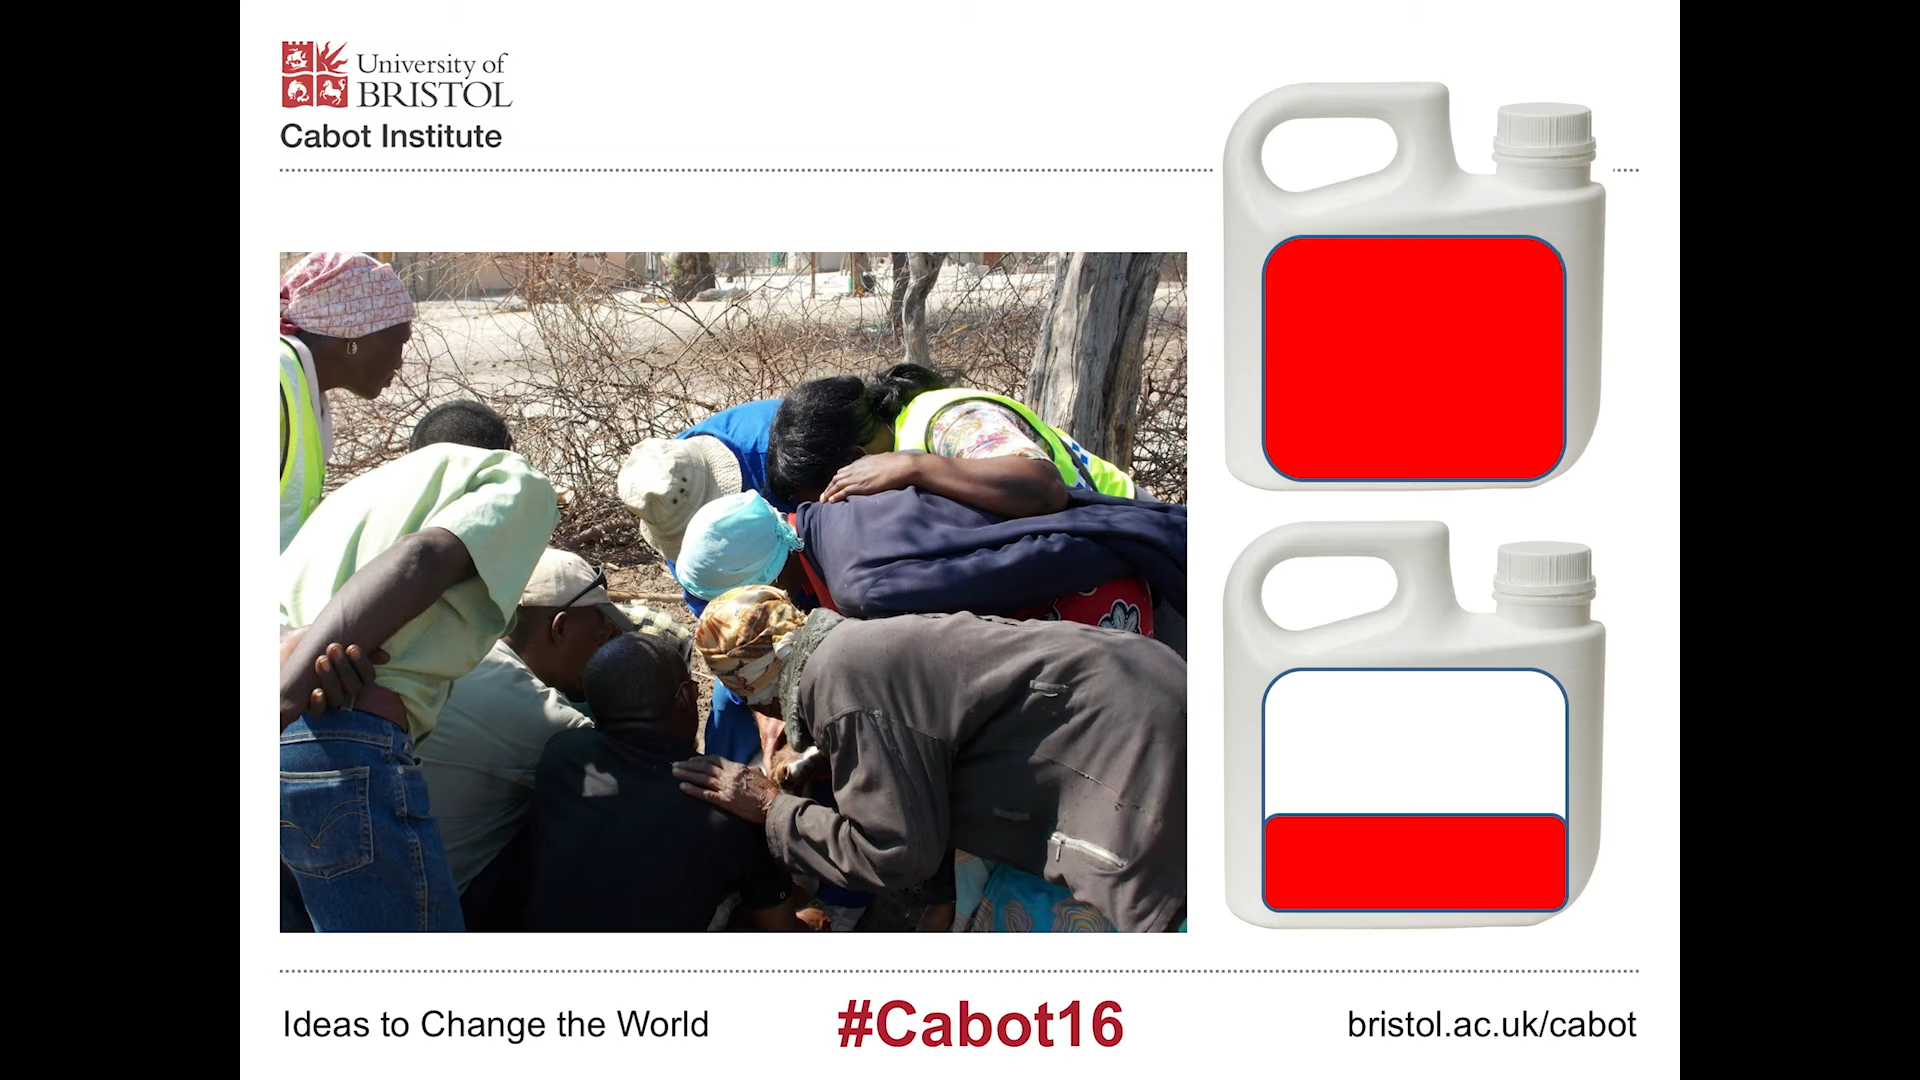 University of
BRISTOL
Cabot Institute
Ideas to Change the World
#Cabot16
bristol.ac.uk/cabot